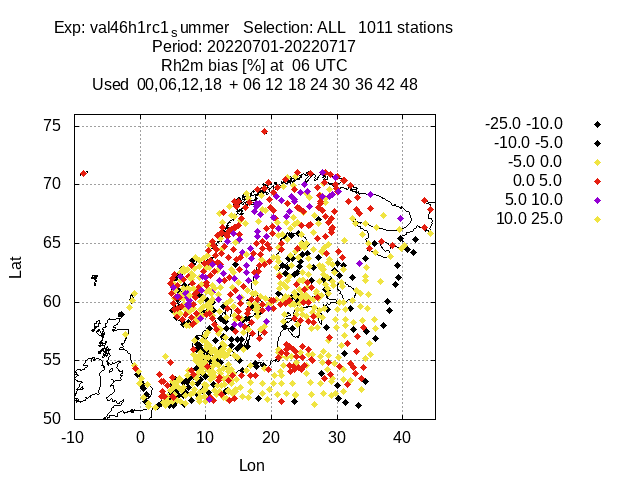 Exp: val46h1rc1summer Selection: ALL 1011 stations
Period: 20220701-20220717
Rh2m bias [%] at 06 UTC
Used 00,06,12,18 + 06 12 18 24 30 36 42 48
-25.0 -10.0
-10.0 -5.0
-5.0 0.0
0.0 5.0
5.0 10.0
10.0 25.0
75
70
65
60
55
50
Lat
-10 0 10 20 30 40
Lon